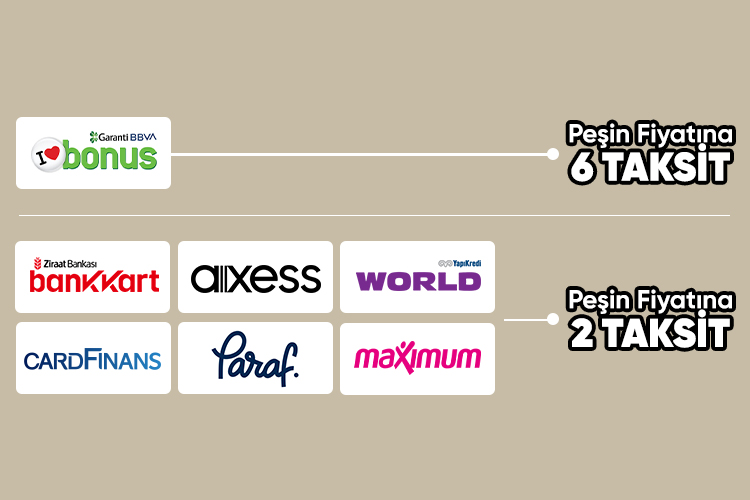 Garanti BBVA
I
bonus
Peşin Fiyatına
6 TAKSİT
Ziraat Bankası
bankkart
axess
YapıKredi
WORLD
CARDFINANS
Paraf.
maximum
Peşin Fiyatına
2 TAKSİT